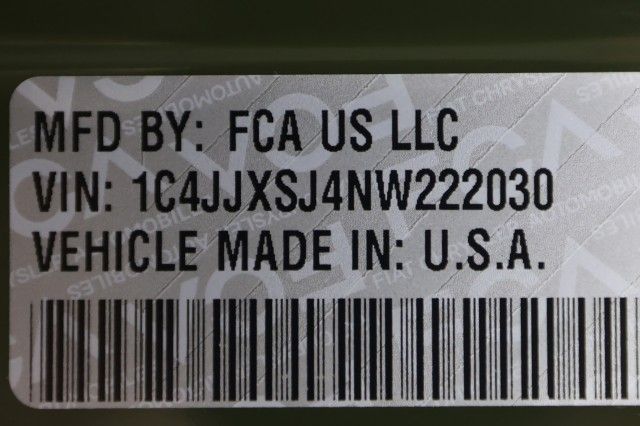 MFD BY: FCA US LLC
VIN: 1C4JJXSJ4NW222030
VEHICLE MADE IN: U.S.A.